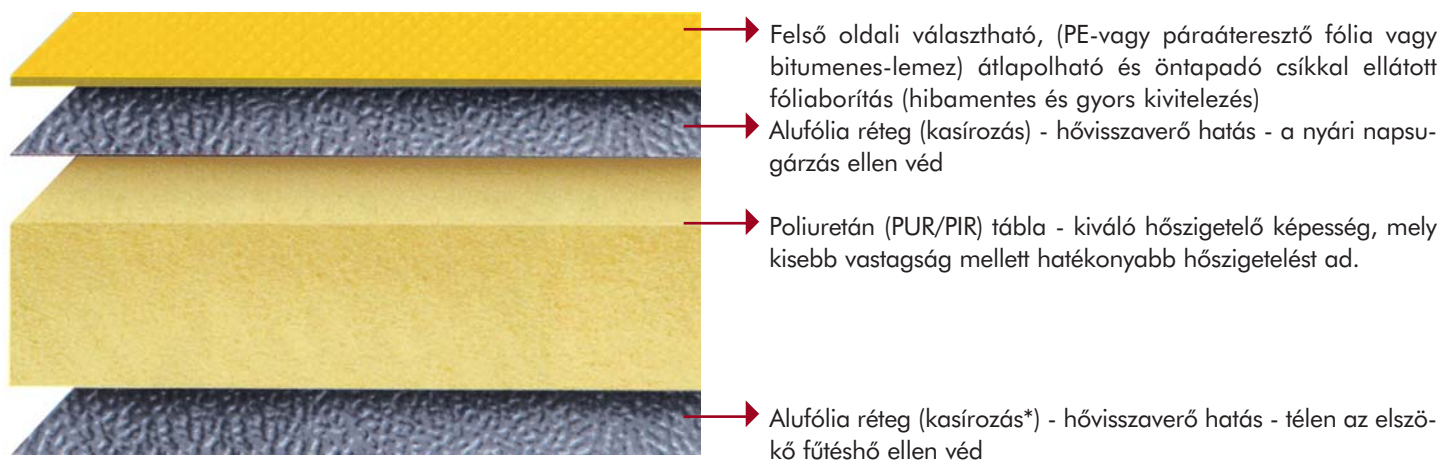 Felső oldali választható, (PE-vagy páraáteresztő fólia vagy
bitumenes-lemez) átlapolható és öntapadó csíkkal ellátott
fóliaborítás (hibamentes és gyors kivitelezés)
Alufólia réteg (kasírozás) - hővisszaverő hatás - a nyári napsu-
gárzás ellen véd
Poliuretán (PUR/PIR) tábla - kiváló hőszigetelő képesség, mely
kisebb vastagság mellett hatékonyabb hőszigetelést ad.
Alufólia réteg (kasírozás*) - hővisszaverő hatás - télen az elszö-
kő fűtéshő ellen véd